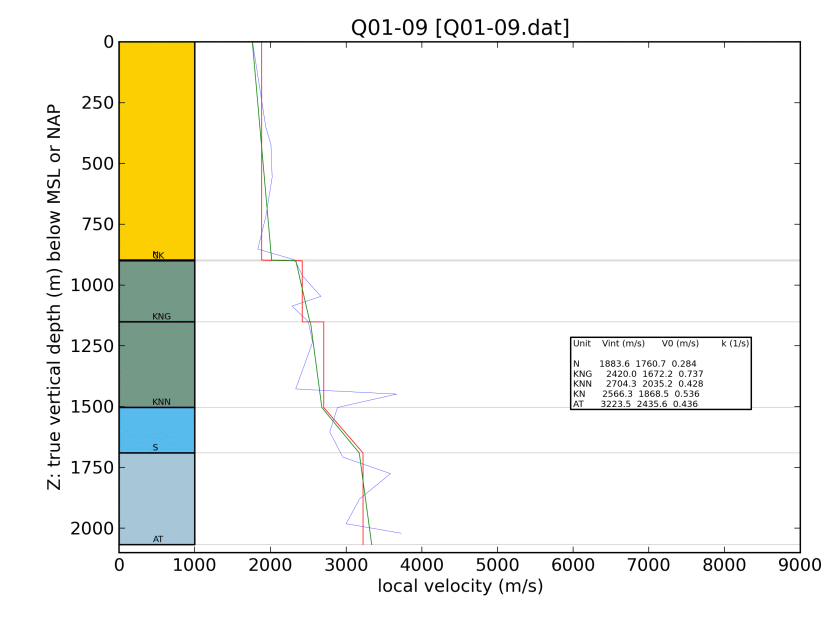 Q01-09 [Q01-09.dat]
Z: true vertical depth (m) below MSL or NAP
0
250
500
750
1000
1250
1500
1750
2000
N
KNG
KNN
S
AT
Unit Vint (m/s) V0 (m/s) k (1/s)
N 1883.6 1760.7 0.284
KNG 2420.0 1672.2 0.737
KNN 2704.3 2035.2 0.428
KN 2566.3 1868.5 0.536
AT 3223.5 2435.6 0.436
0 1000 2000 3000 4000 5000 6000 7000 8000 9000
local velocity (m/s)